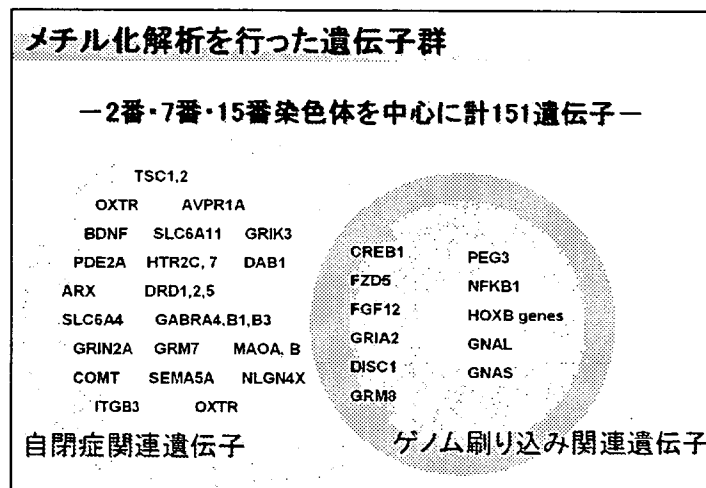 メチル化解析を行った遺伝子群
－2番・7番・15番染色体を中心に計151遺伝子－
TSC1,2
OXTR AVPR1A
BDNF SLC6A11 GRIK3
PDE2A HTR2C, 7 DAB1
ARX DRD1,2,5
SLC6A4 GABRA4,B1,B3
GRIN2A GRM7 MAOA, B
COMT SEMA5A NLGN4X
ITGB3 OXTR
自閉症関連遺伝子
CREB1
FZD5
FGF12
GRIA2
DISC1
GRM8
PEG3
NFKB1
HOXB genes
GNAL
GNAS
ゲノム刷り込み関連遺伝子